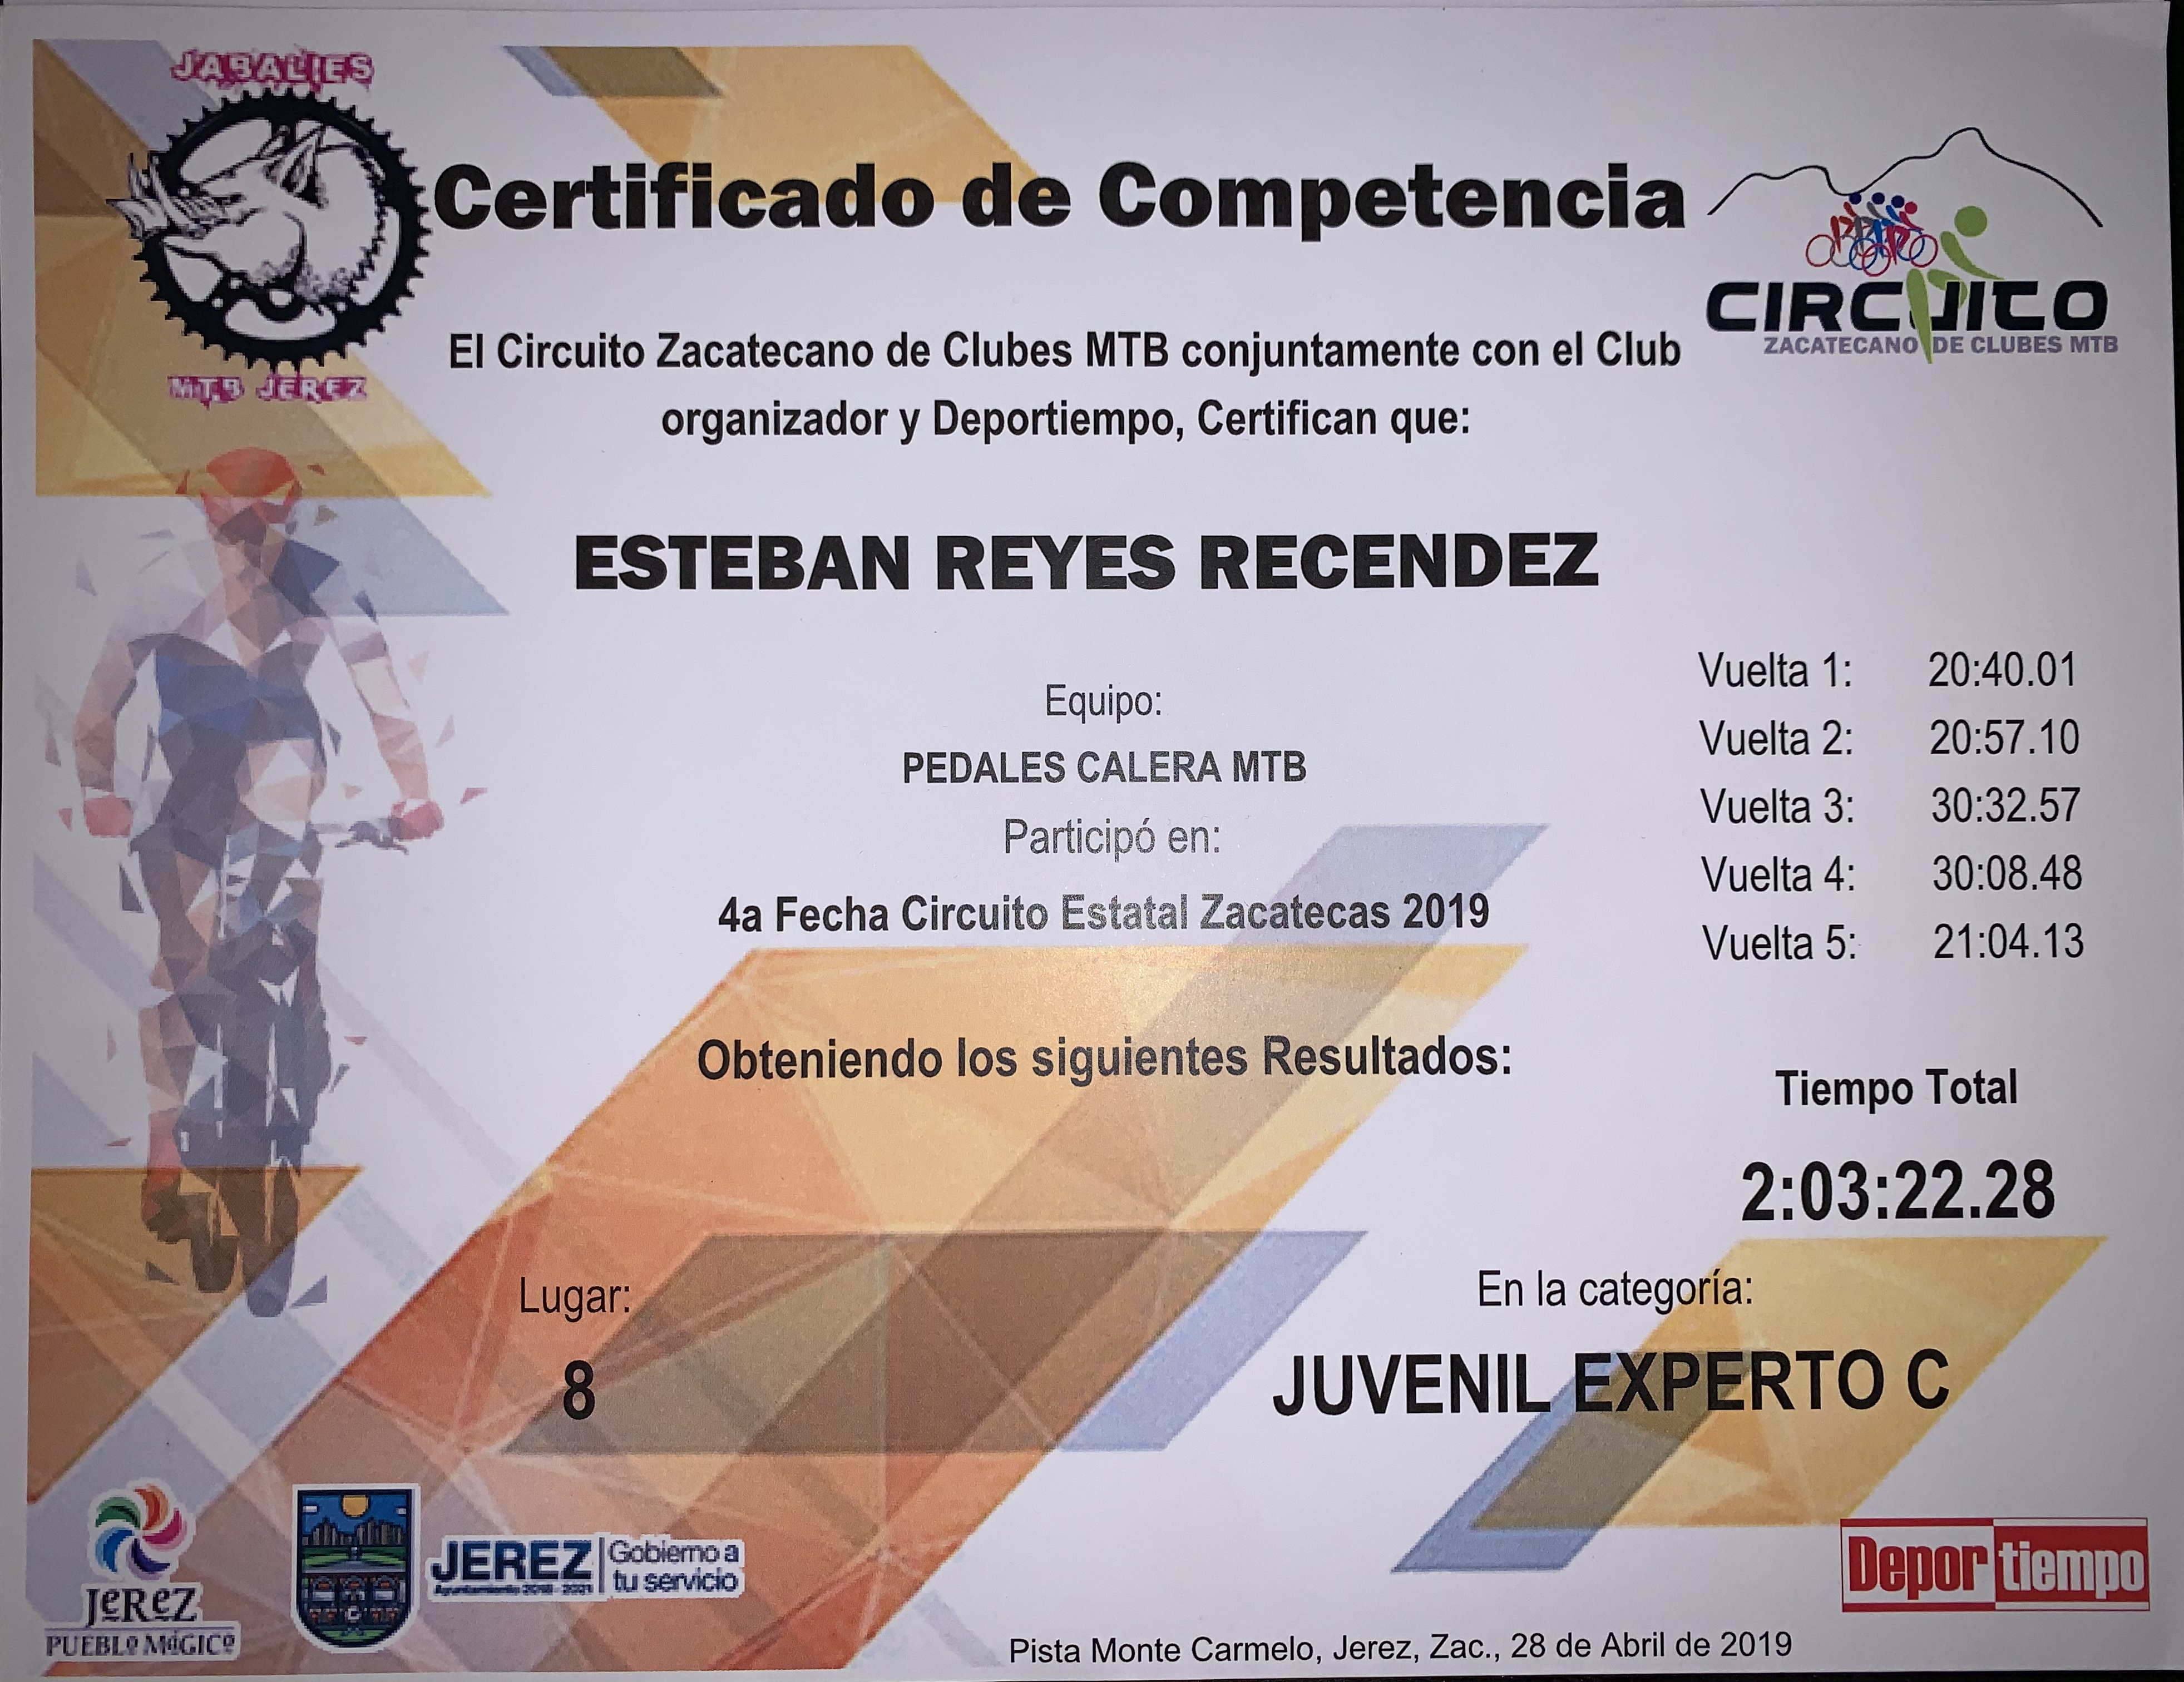 JABALIES
MTB JEREZ
Certificado de Competencia
CIRCUITO
ZACATECANO DE CLUBES MTB
El Circuito Zacatecano de Clubes MTB conjuntamente con el Club
organizador y Deportiempo, Certifican que:
ESTEBAN REYES RECENDEZ
Equipo:
PEDALES CALERA MTB
Participó en:
4a Fecha Circuito Estatal Zacatecas 2019
Vuelta 1: 20:40.01
Vuelta 2: 20:57.10
Vuelta 3: 30:32.57
Vuelta 4: 30:08.48
Vuelta 5: 21:04.13
Obteniendo los siguientes Resultados:
Tiempo Total
2:03:22.28
Lugar:
8
En la categoría:
JUVENIL EXPERTO C
JeReZ
PUEBLO MáGICO
JEREZ
Ayuntamiento 2018 - 2021
Gobierno a
tu servicio
Deportiempo
Pista Monte Carmelo, Jerez, Zac., 28 de Abril de 2019